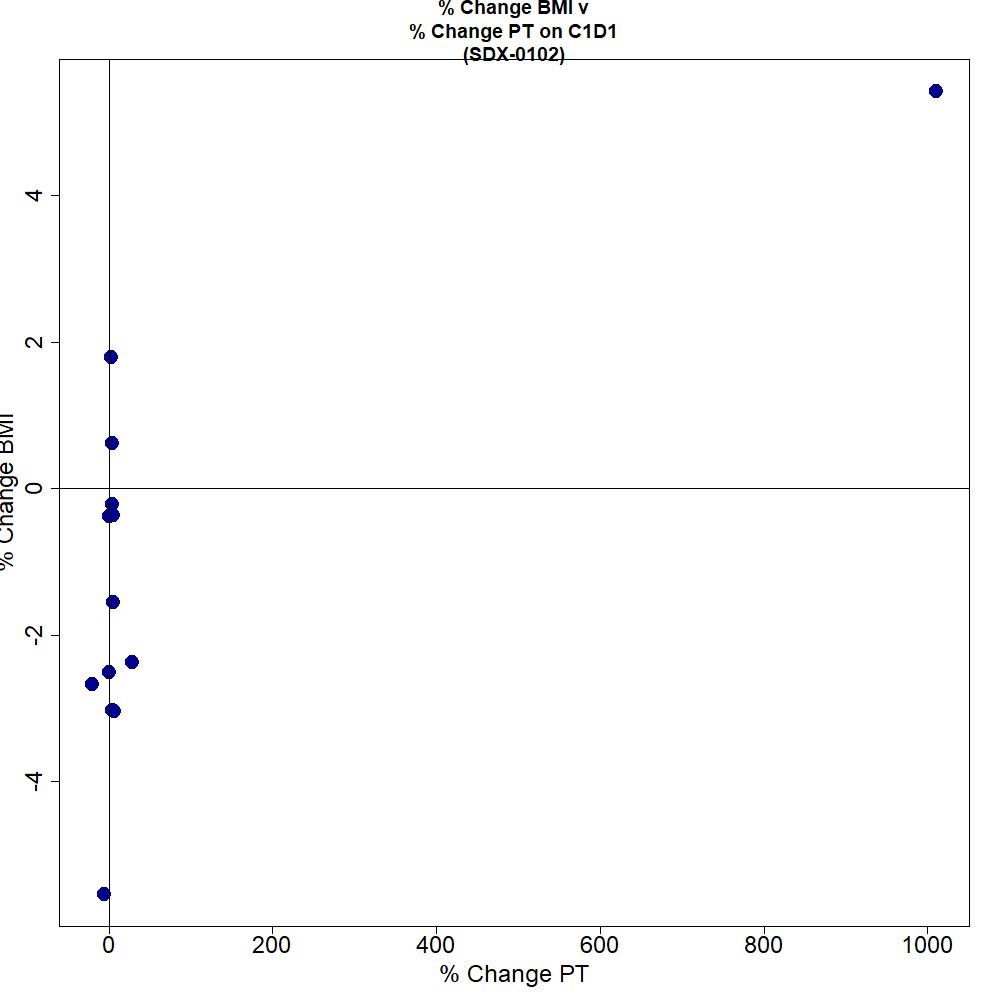 % Change BMI v
% Change PT on C1D1
(SDX-0102)
% Change BMI
4
2
0
-2
-4
0
200
400
600
800
1000
% Change PT